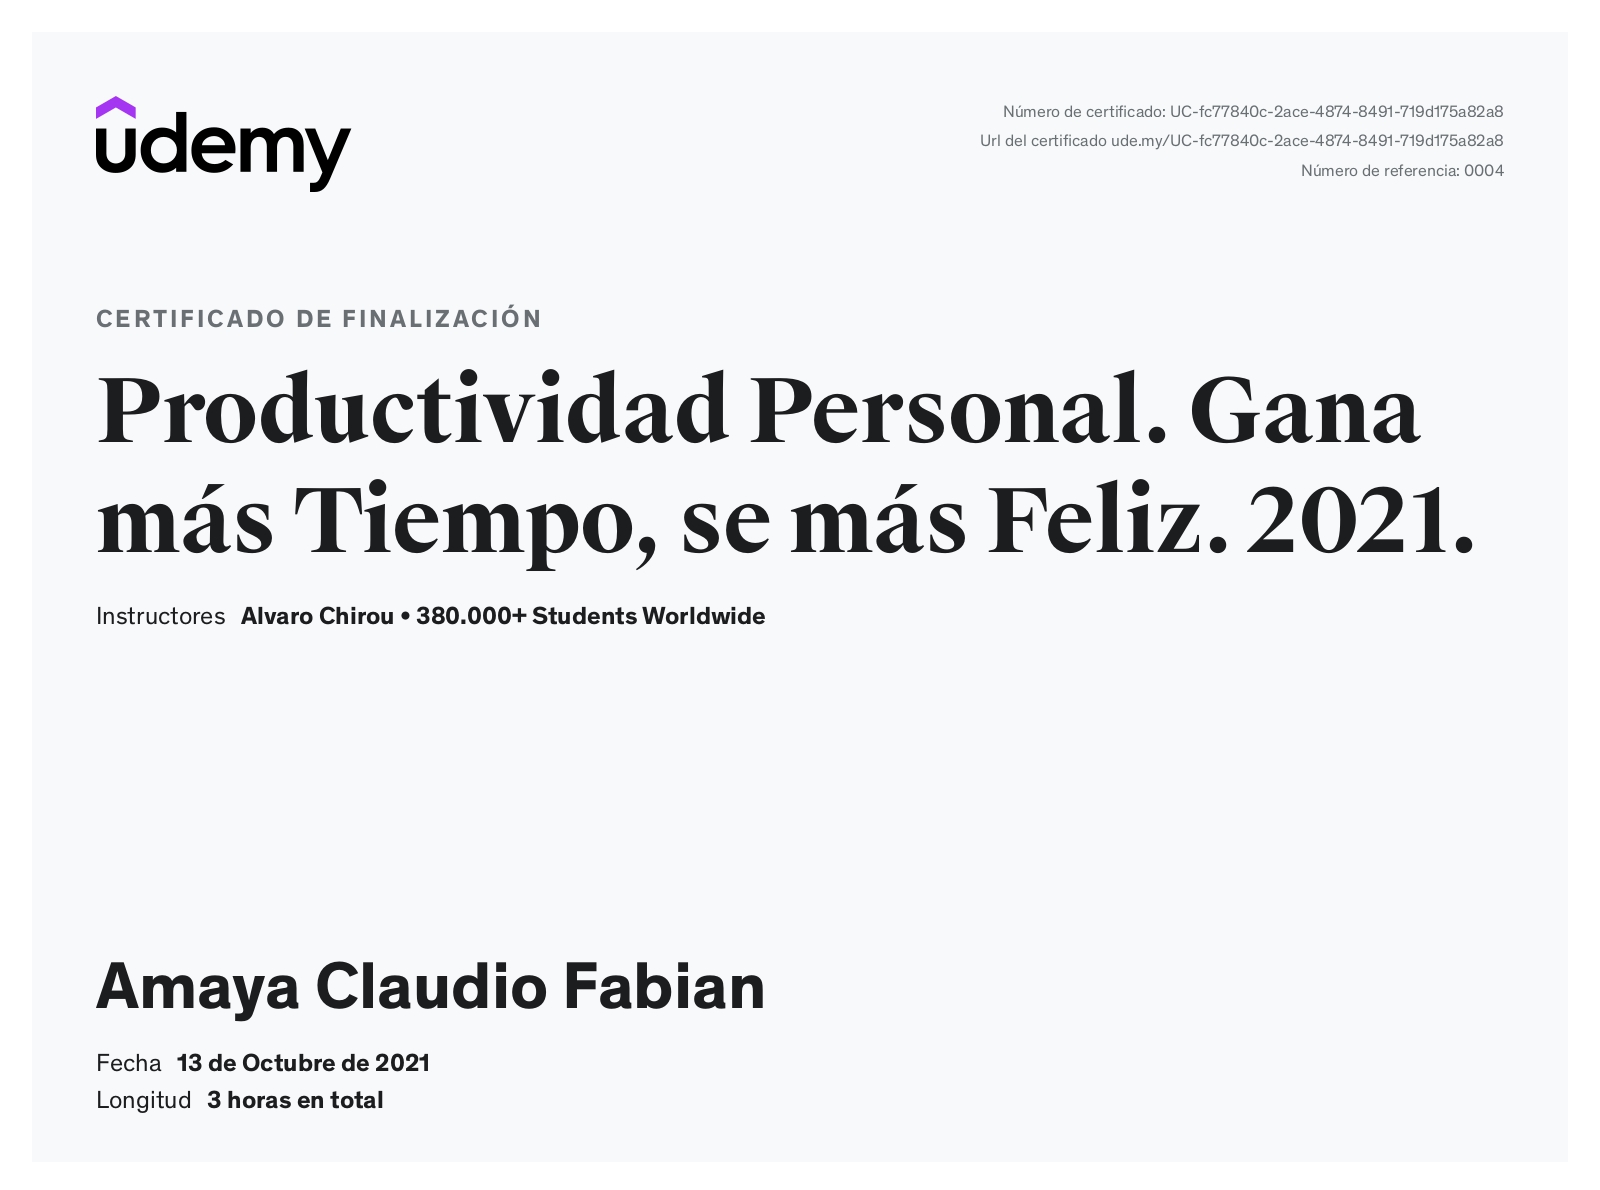 udemy
Número de certificado: UC-fc77840c-2ace-4874-8491-719d175a82a8
Url del certificado ude.my/UC-fc77840c-2ace-4874-8491-719d175a82a8
Número de referencia: 0004
CERTIFICADO DE FINALIZACIÓN
Productividad Personal. Gana
más Tiempo, se más Feliz. 2021.
Instructores Alvaro Chirou • 380.000+ Students Worldwide
Amaya Claudio Fabian
Fecha 13 de Octubre de 2021
Longitud 3 horas en total